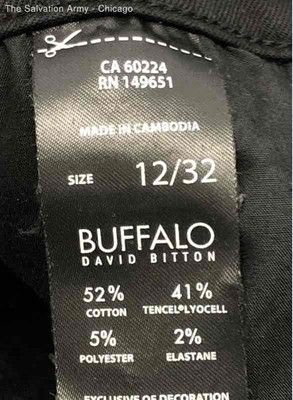 The Salvation Army - Chicago
CA 60224
RN 149651
MADE IN CAMBODIA
SIZE 12/32
BUFFALO
DAVID BITTON
52% 41%
COTTON TENCEL®LYOCELL
5% 2%
POLYESTER ELASTANE
EXCLUSIVE OF DECORATION